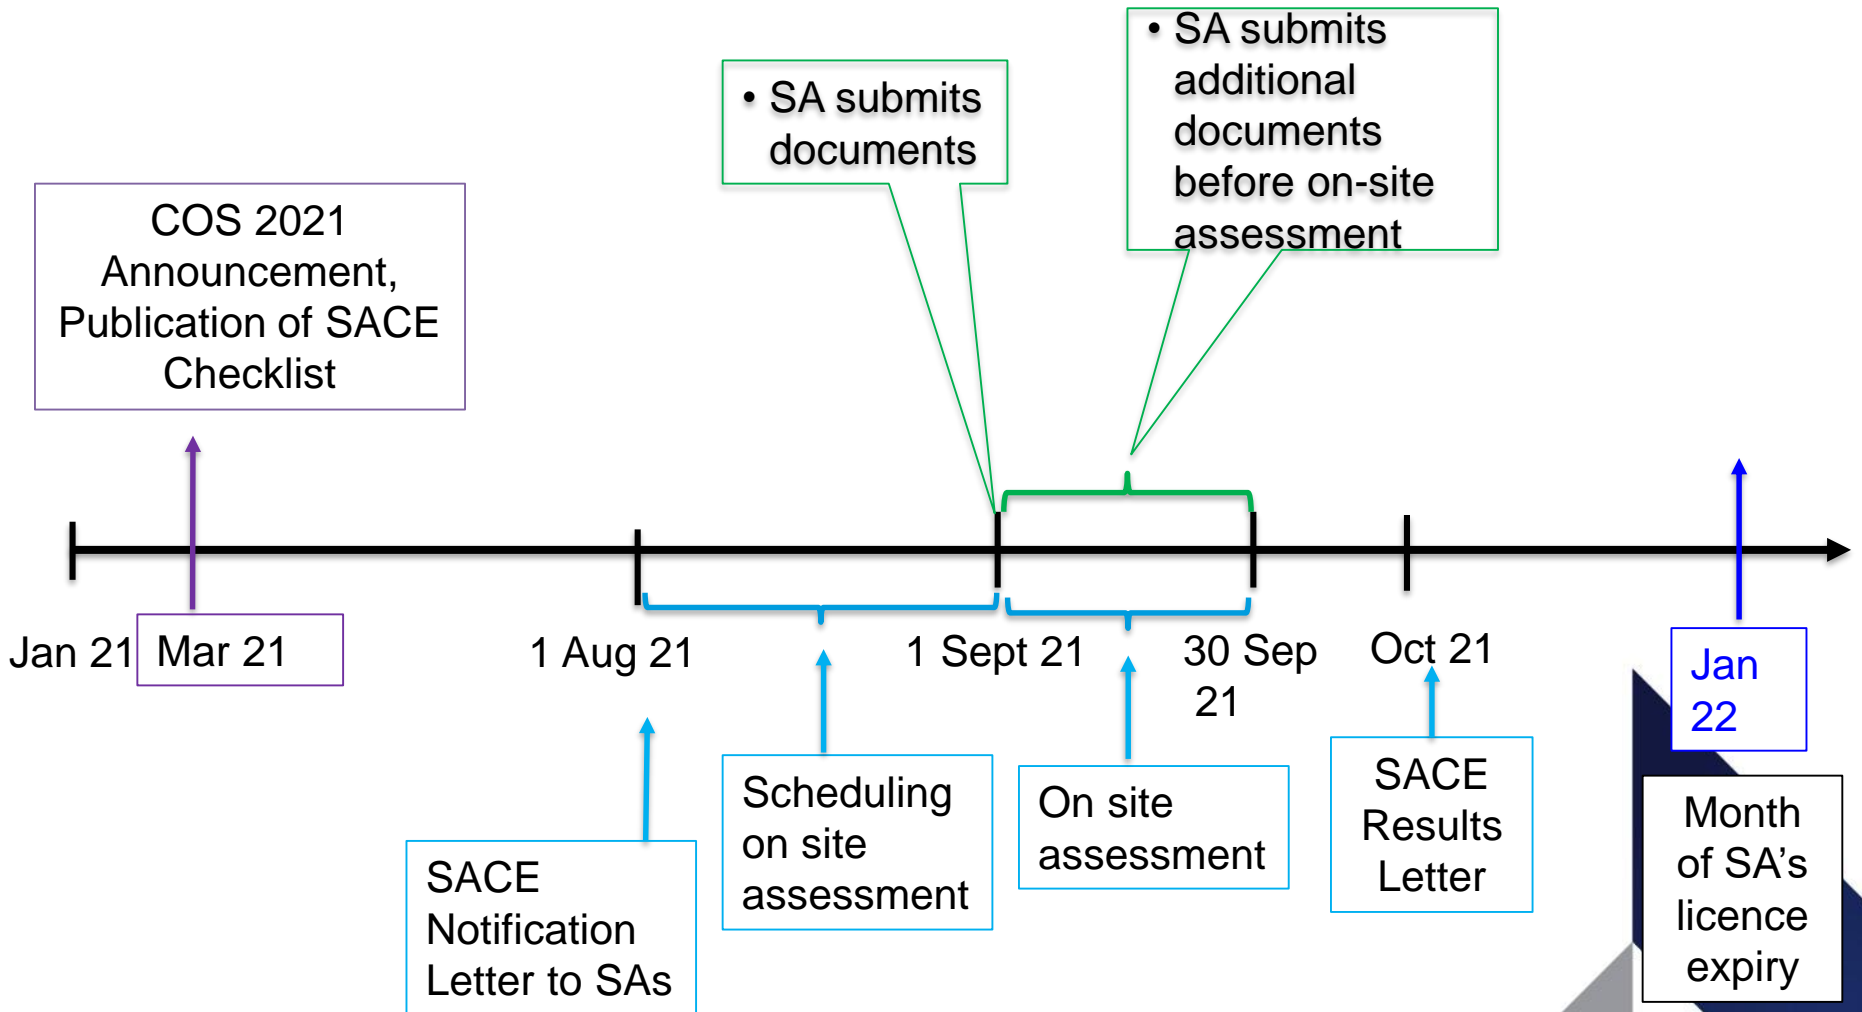 • SA submits
additional
documents
before on-site
assessment
• SA submits
documents
COS 2021
Announcement,
Publication of SACE
Checklist
Jan 21
Mar 21
1 Aug 21
1 Sept 21
30 Sep
21
Oct 21
Jan
22
SACE
Notification
Letter to SAs
Scheduling
on site
assessment
On site
assessment
SACE
Results
Letter
Month
of SA’s
licence
expiry